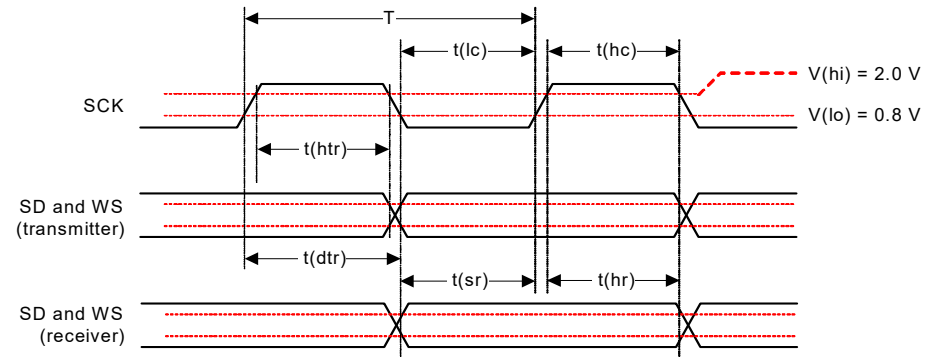 T
t(lc)
t(hc)
V(hi) = 2.0 V
SCK
V(lo) = 0.8 V
t(htr)
SD and WS
(transmitter)
t(dtr)
t(sr)
t(hr)
SD and WS
(receiver)